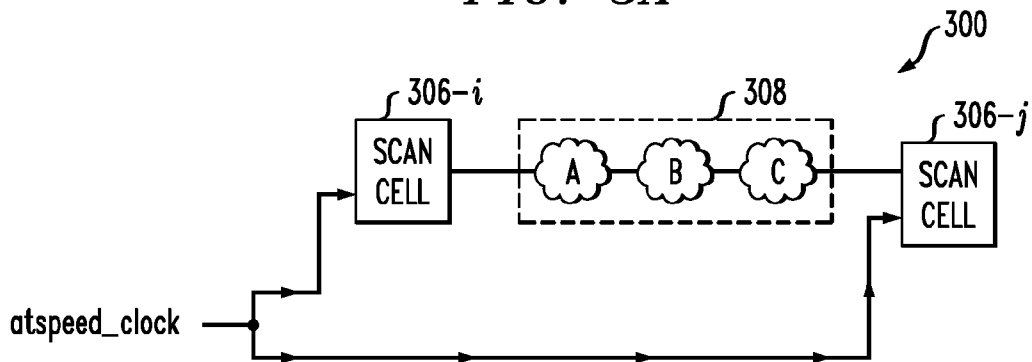 300
306-i
308
306-j
SCAN
CELL
A
B
C
SCAN
CELL
atspeed_clock